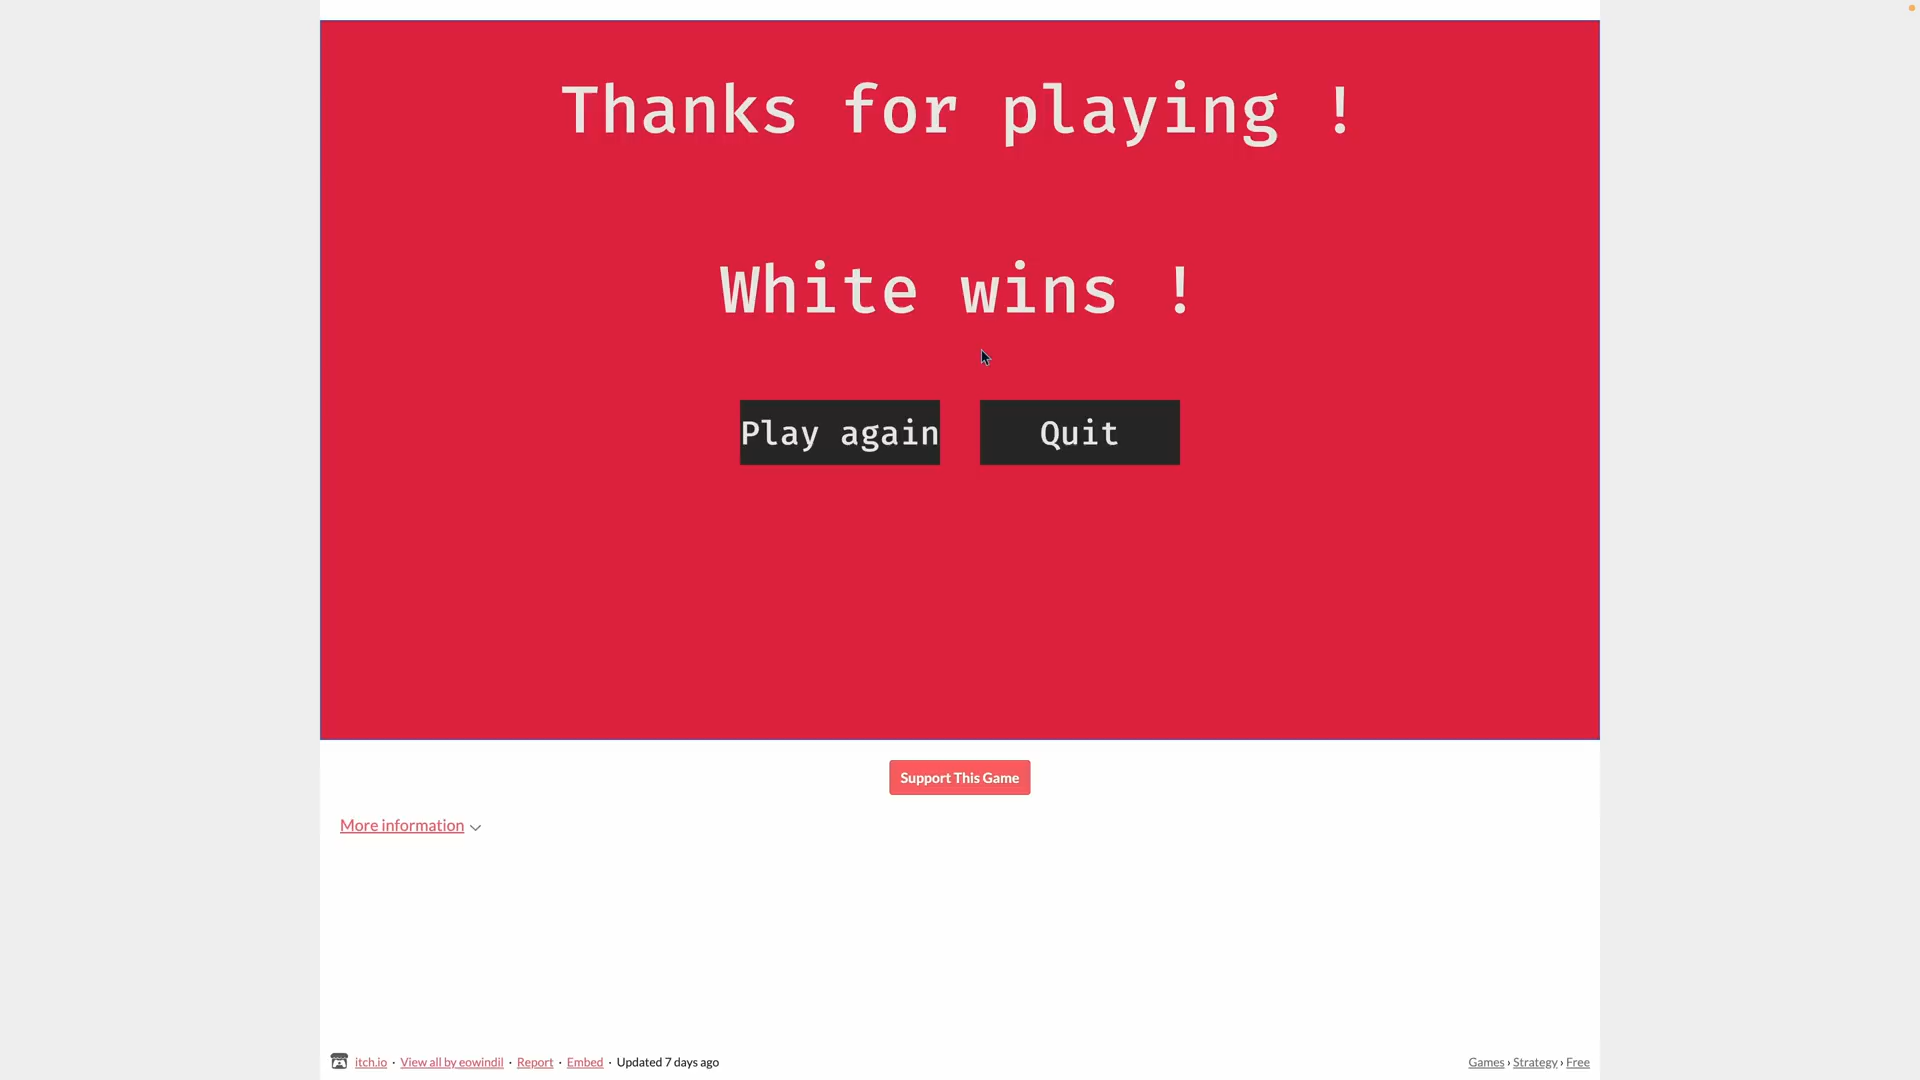 Thanks for playing !
White wins !
Play again
Quit
Support This Game
More information
itch.io · View all by eowindil · Report · Embed · Updated 7 days ago
Games › Strategy › Free